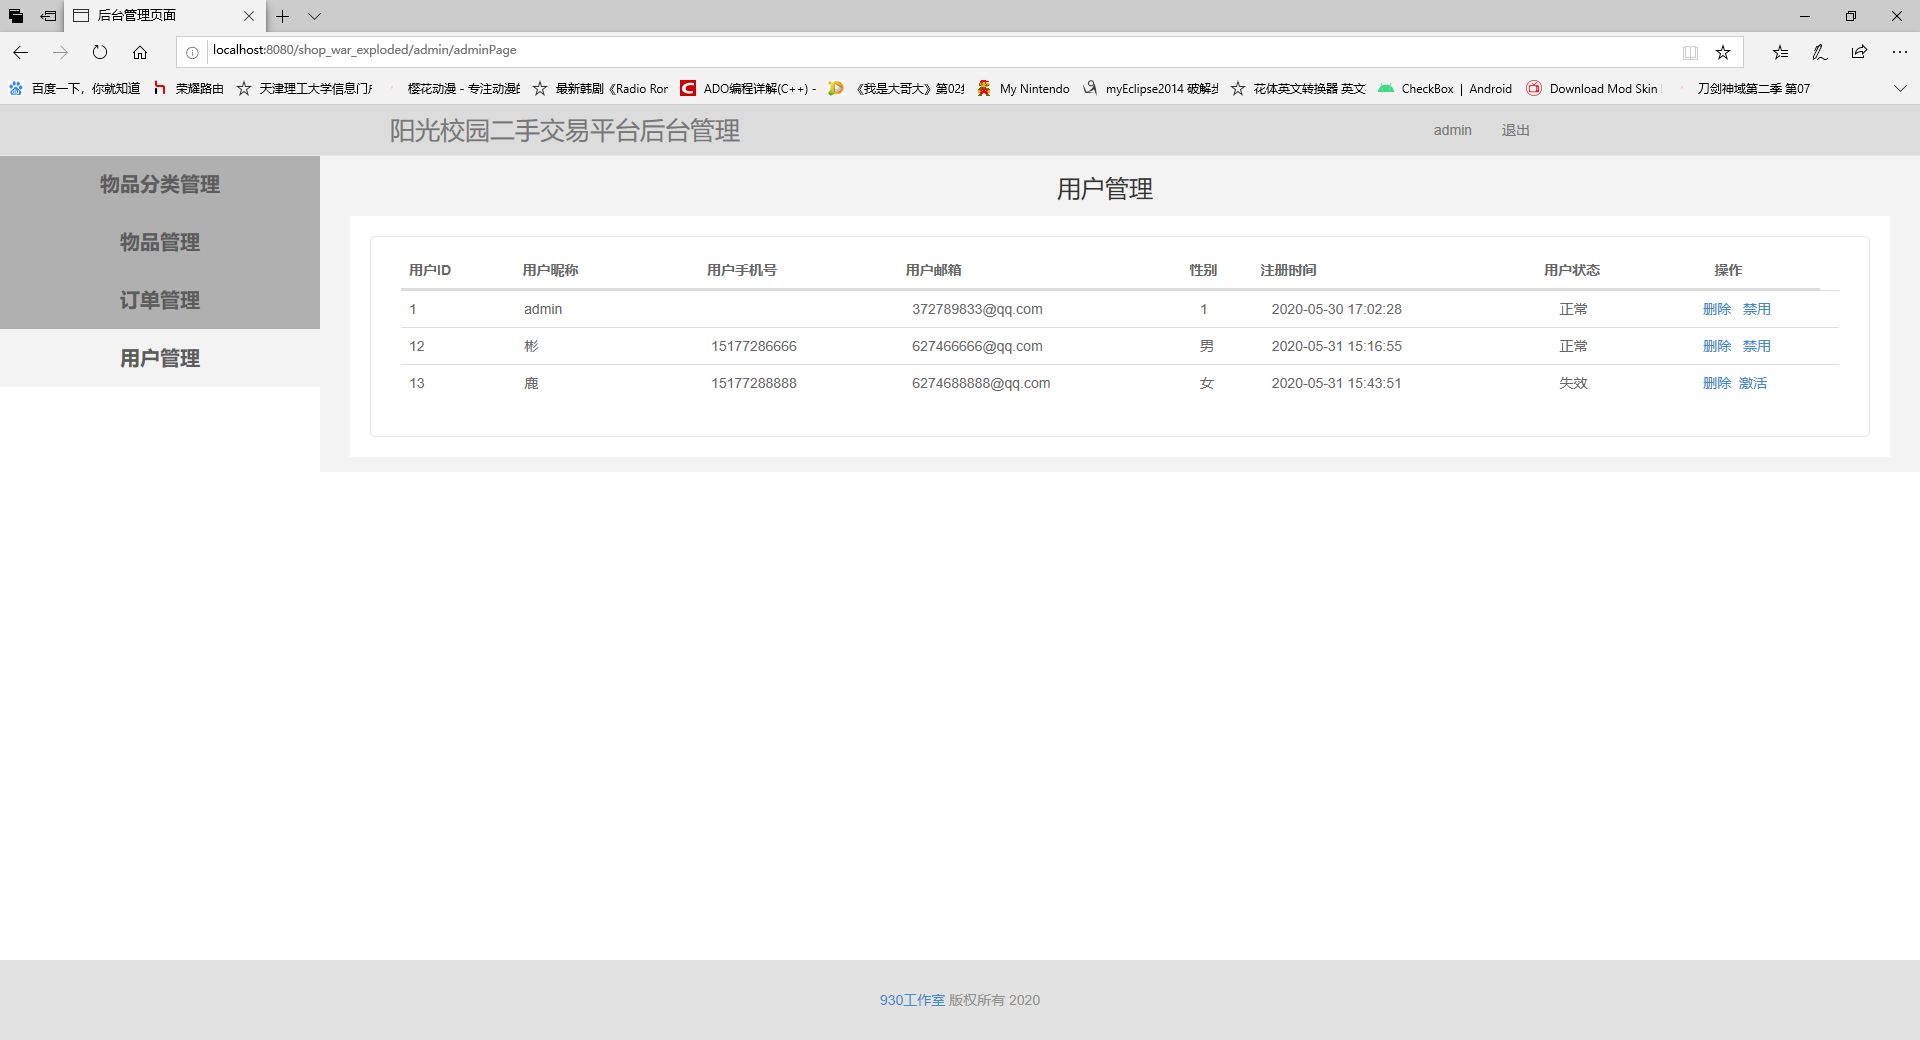 后台管理页面
localhost:8080/shop_war_exploded/admin/adminPage
百度一下，你就知道 荣耀路由 天津理工大学信息门户 樱花动漫 - 专注动漫的 最新韩剧《Radio Ror ADO编程详解(C++) - 《我是大哥大》第02集 My Nintendo myEclipse2014 破解步 花体英文转换器 英文 CheckBox | Android Download Mod Skin 刀剑神域第二季 第07
阳光校园二手交易平台后台管理 admin 退出
物品分类管理
物品管理
订单管理
用户管理
用户管理
用户ID 用户昵称 用户手机号 用户邮箱 性别 注册时间 用户状态 操作
1 admin 372789833@qq.com 1 2020-05-30 17:02:28 正常 删除 禁用
12 彬 15177286666 627466666@qq.com 男 2020-05-31 15:16:55 正常 删除 禁用
13 鹿 15177288888 6274688888@qq.com 女 2020-05-31 15:43:51 失效 删除 激活
930工作室 版权所有 2020